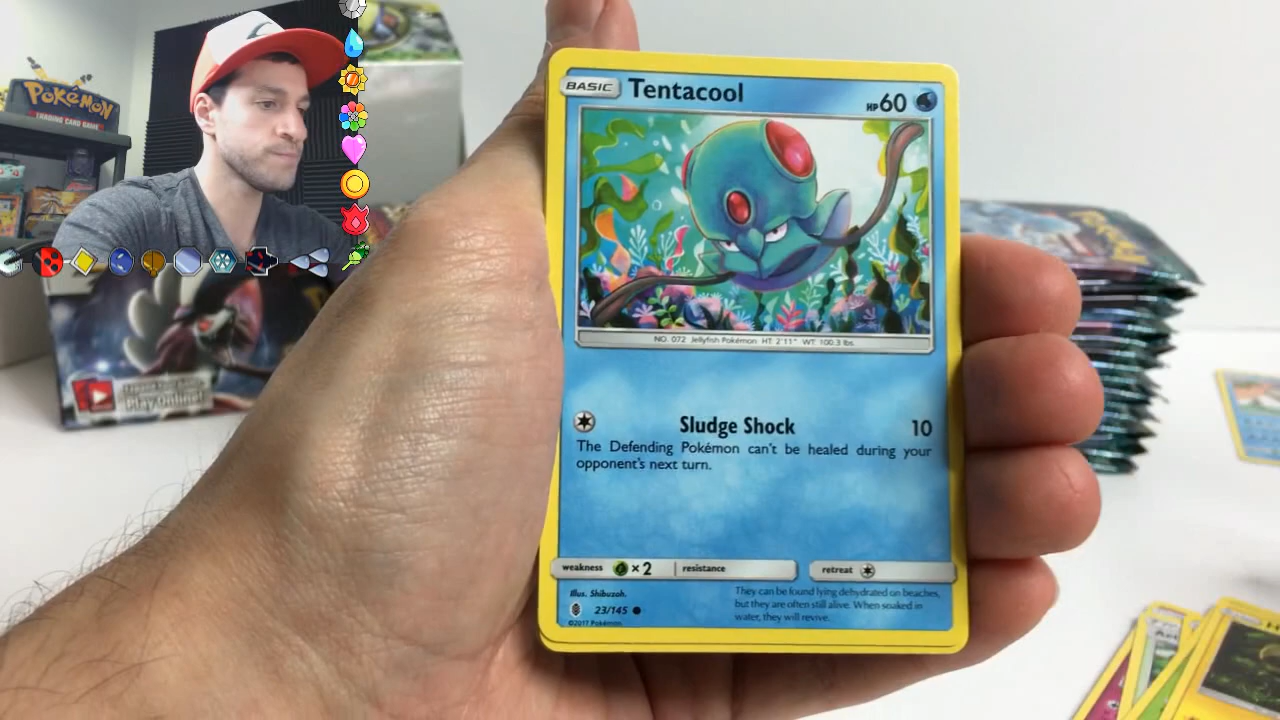 Pokémon
TRADING CARD GAME
Play Online!
BASIC Tentacool HP 60
NO. 072 Jellyfish Pokémon HT: 2'11" WT: 100.3 lbs.
Sludge Shock 10
The Defending Pokémon can't be healed during your
opponent's next turn.
weakness ×2 resistance retreat
Illus. Shibuzoh.
23/145
©2017 Pokémon
They can be found lying dehydrated on beaches,
but they are often still alive. When soaked in
water, they will revive.